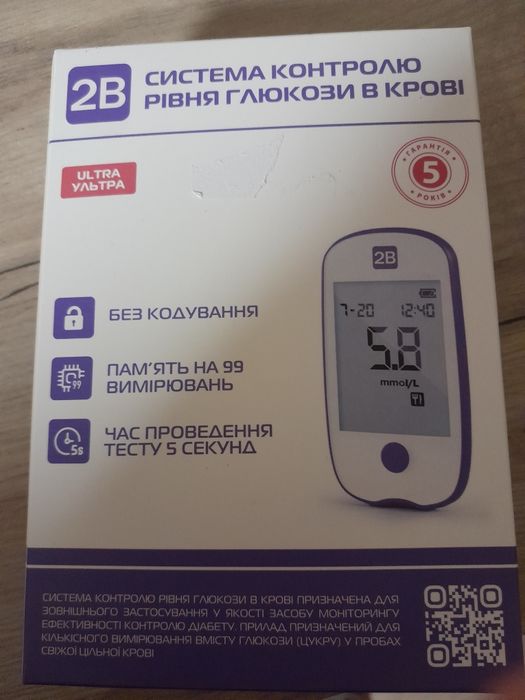 2B
СИСТЕМА КОНТРОЛЮ
РІВНЯ ГЛЮКОЗИ В КРОВІ
ULTRA
УЛЬТРА
ГАРАНТІЯ
5
РОКІВ
2B
7-20 12:40
5.8
mmol/L
БЕЗ КОДУВАННЯ
99
ПАМ'ЯТЬ НА 99
ВИМІРЮВАНЬ
5s
ЧАС ПРОВЕДЕННЯ
ТЕСТУ 5 СЕКУНД
СИСТЕМА КОНТРОЛЮ РІВНЯ ГЛЮКОЗИ В КРОВІ ПРИЗНАЧЕНА ДЛЯ
ЗОВНІШНЬОГО ЗАСТОСУВАННЯ У ЯКОСТІ ЗАСОБУ МОНІТОРИНГУ
ЕФЕКТИВНОСТІ КОНТРОЛЮ ДІАБЕТУ. ПРИЛАД ПРИЗНАЧЕНИЙ ДЛЯ
КІЛЬКІСНОГО ВИМІРЮВАННЯ ВМІСТУ ГЛЮКОЗИ (ЦУКРУ) У ПРОБАХ
СВІЖОЇ ЦІЛЬНОЇ КРОВІ